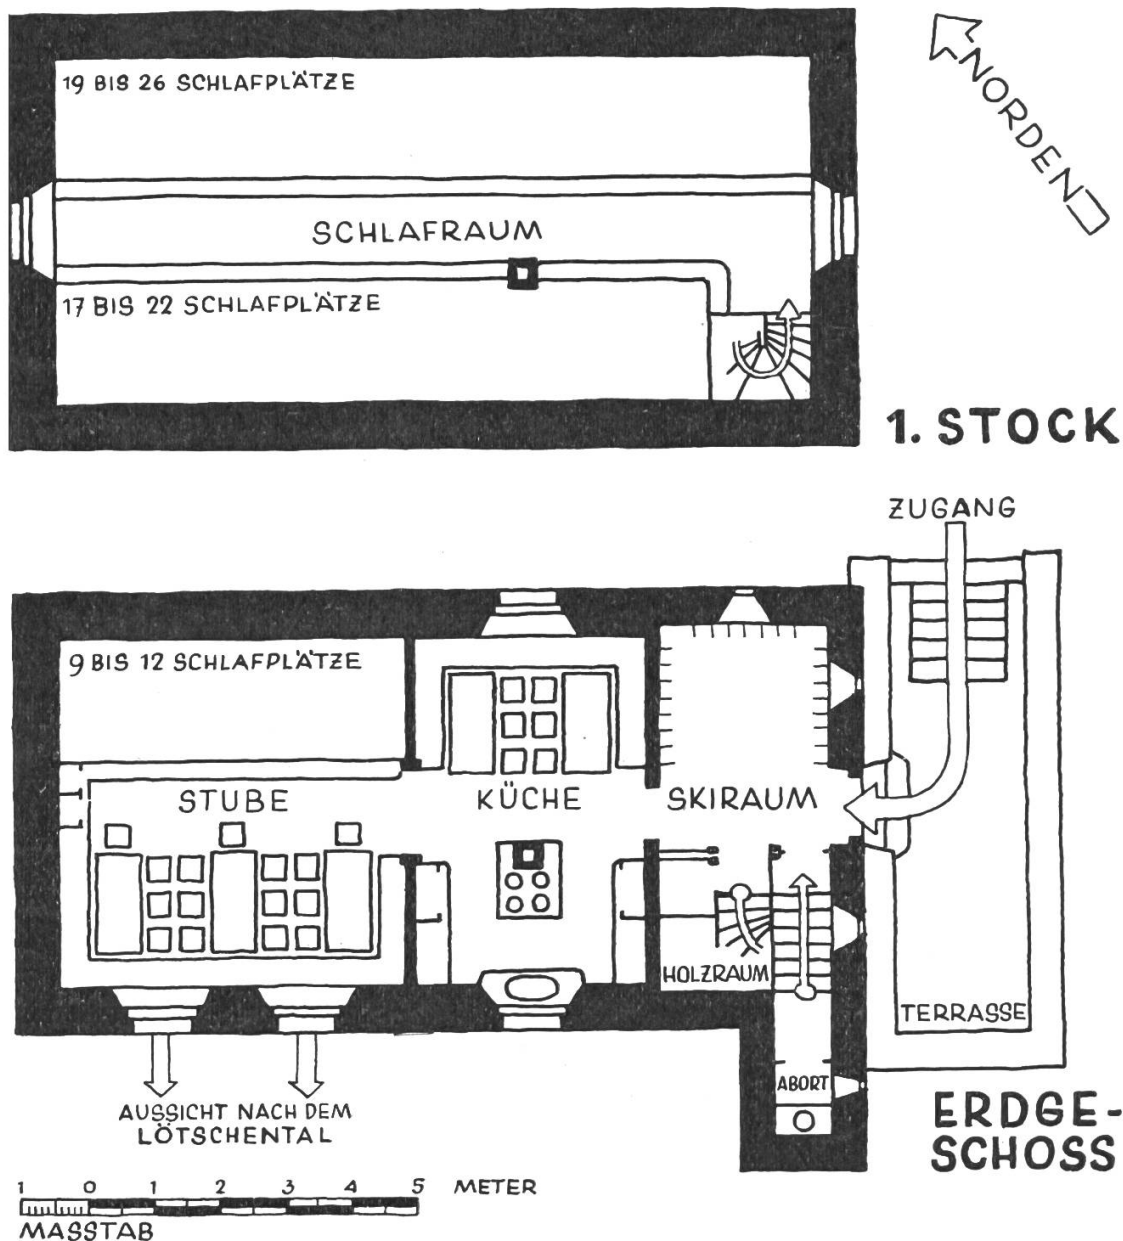 19 BIS 26 SCHLAFPLÄTZE
NORDEN
SCHLAFRAUM
17 BIS 22 SCHLAFPLÄTZE
1. STOCK
ZUGANG
9 BIS 12 SCHLAFPLÄTZE
STUBE
KÜCHE
SKIRAUM
HOLZRAUM
TERRASSE
ABORT
AUSSICHT NACH DEM
LÖTSCHENTAL
ERDGE-
SCHOSS
1 0 1 2 3 4 5 METER
MASSTAB